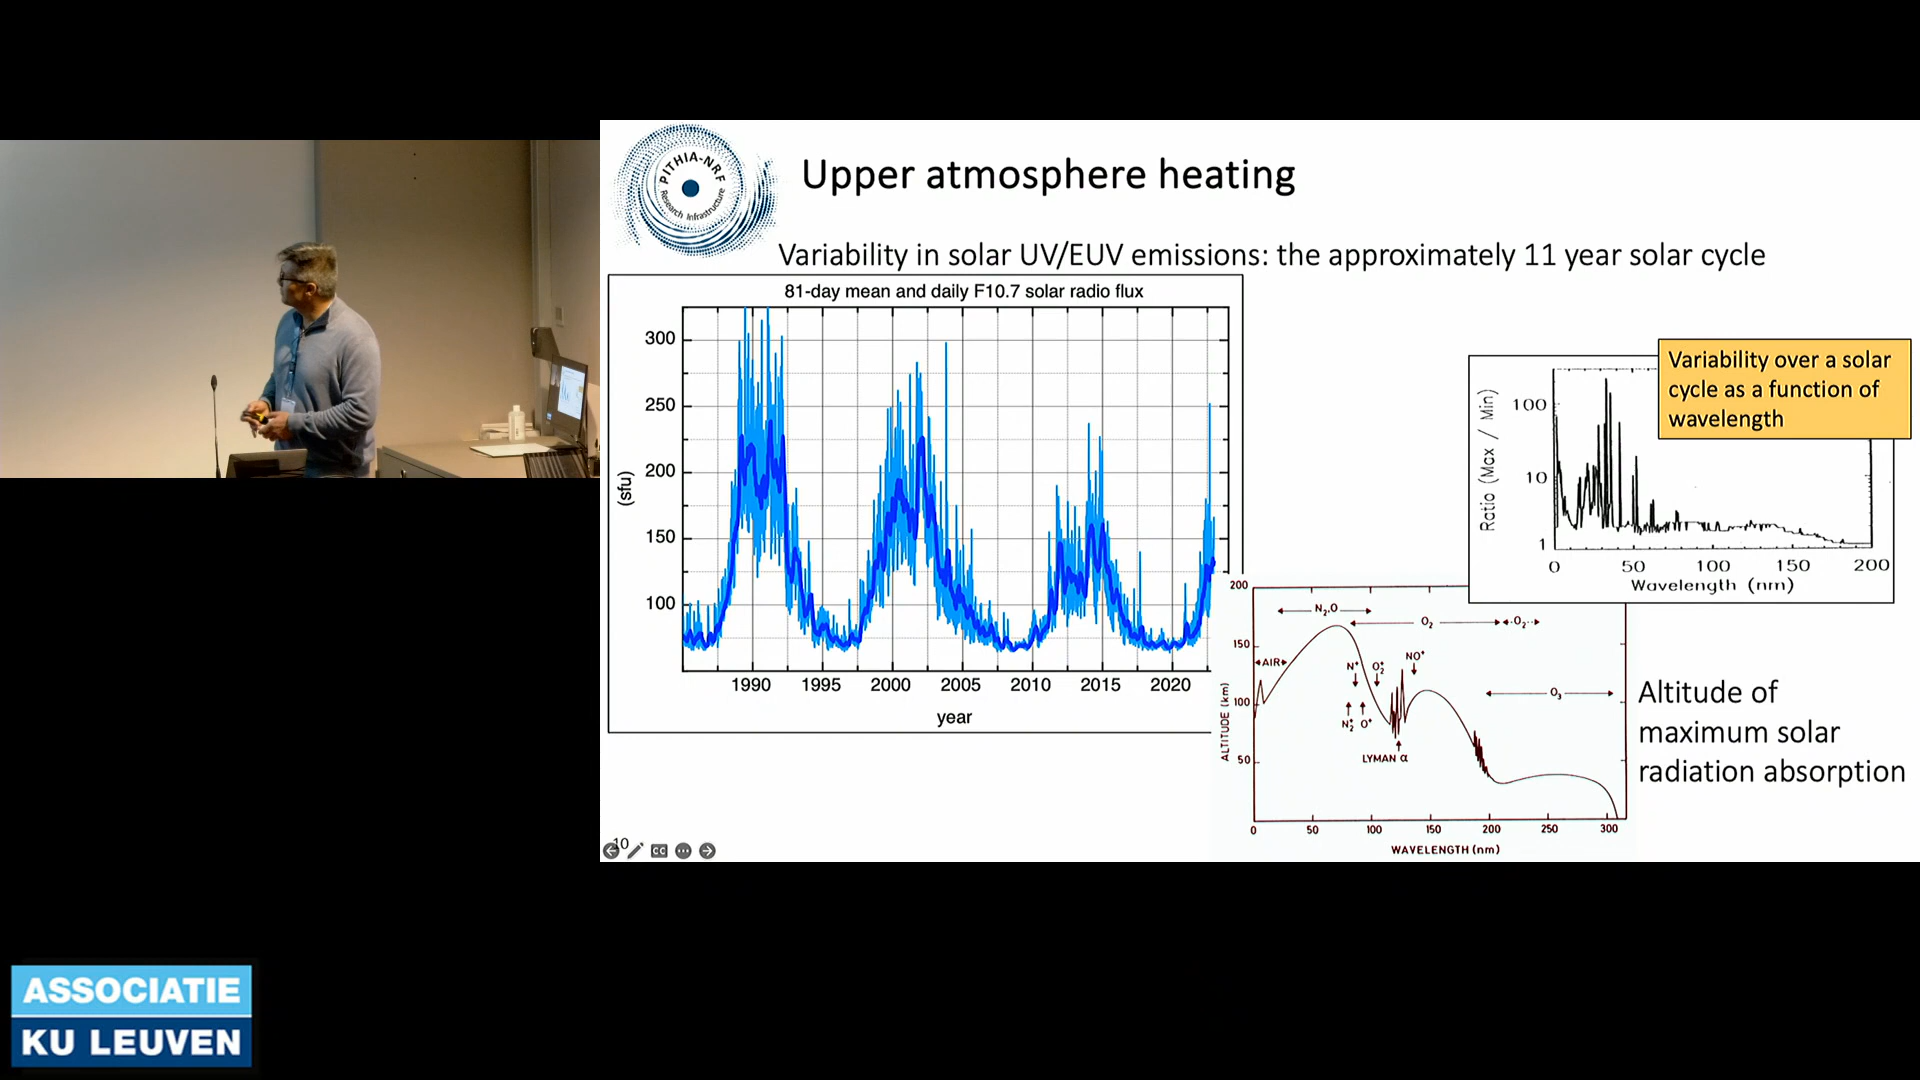 PITHIA-NRF
Research Infrastructure
Upper atmosphere heating
Variability in solar UV/EUV emissions: the approximately 11 year solar cycle
81-day mean and daily F10.7 solar radio flux
300
250
200
150
100
(sfu)
1990 1995 2000 2005 2010 2015 2020
year
Variability over a solar
cycle as a function of
wavelength
Ratio (Max / Min)
100
10
1
0 50 100 150 200
Wavelength (nm)
200
150
100
50
ALTITUDE (km)
N₂,O
O₂
O₂
AIR
N⁺ O₂⁺ NO⁺
N₂⁺ O⁺
O₃
LYMAN α
0 50 100 150 200 250 300
WAVELENGTH (nm)
Altitude of
maximum solar
radiation absorption
10
CC
ASSOCIATIE
KU LEUVEN